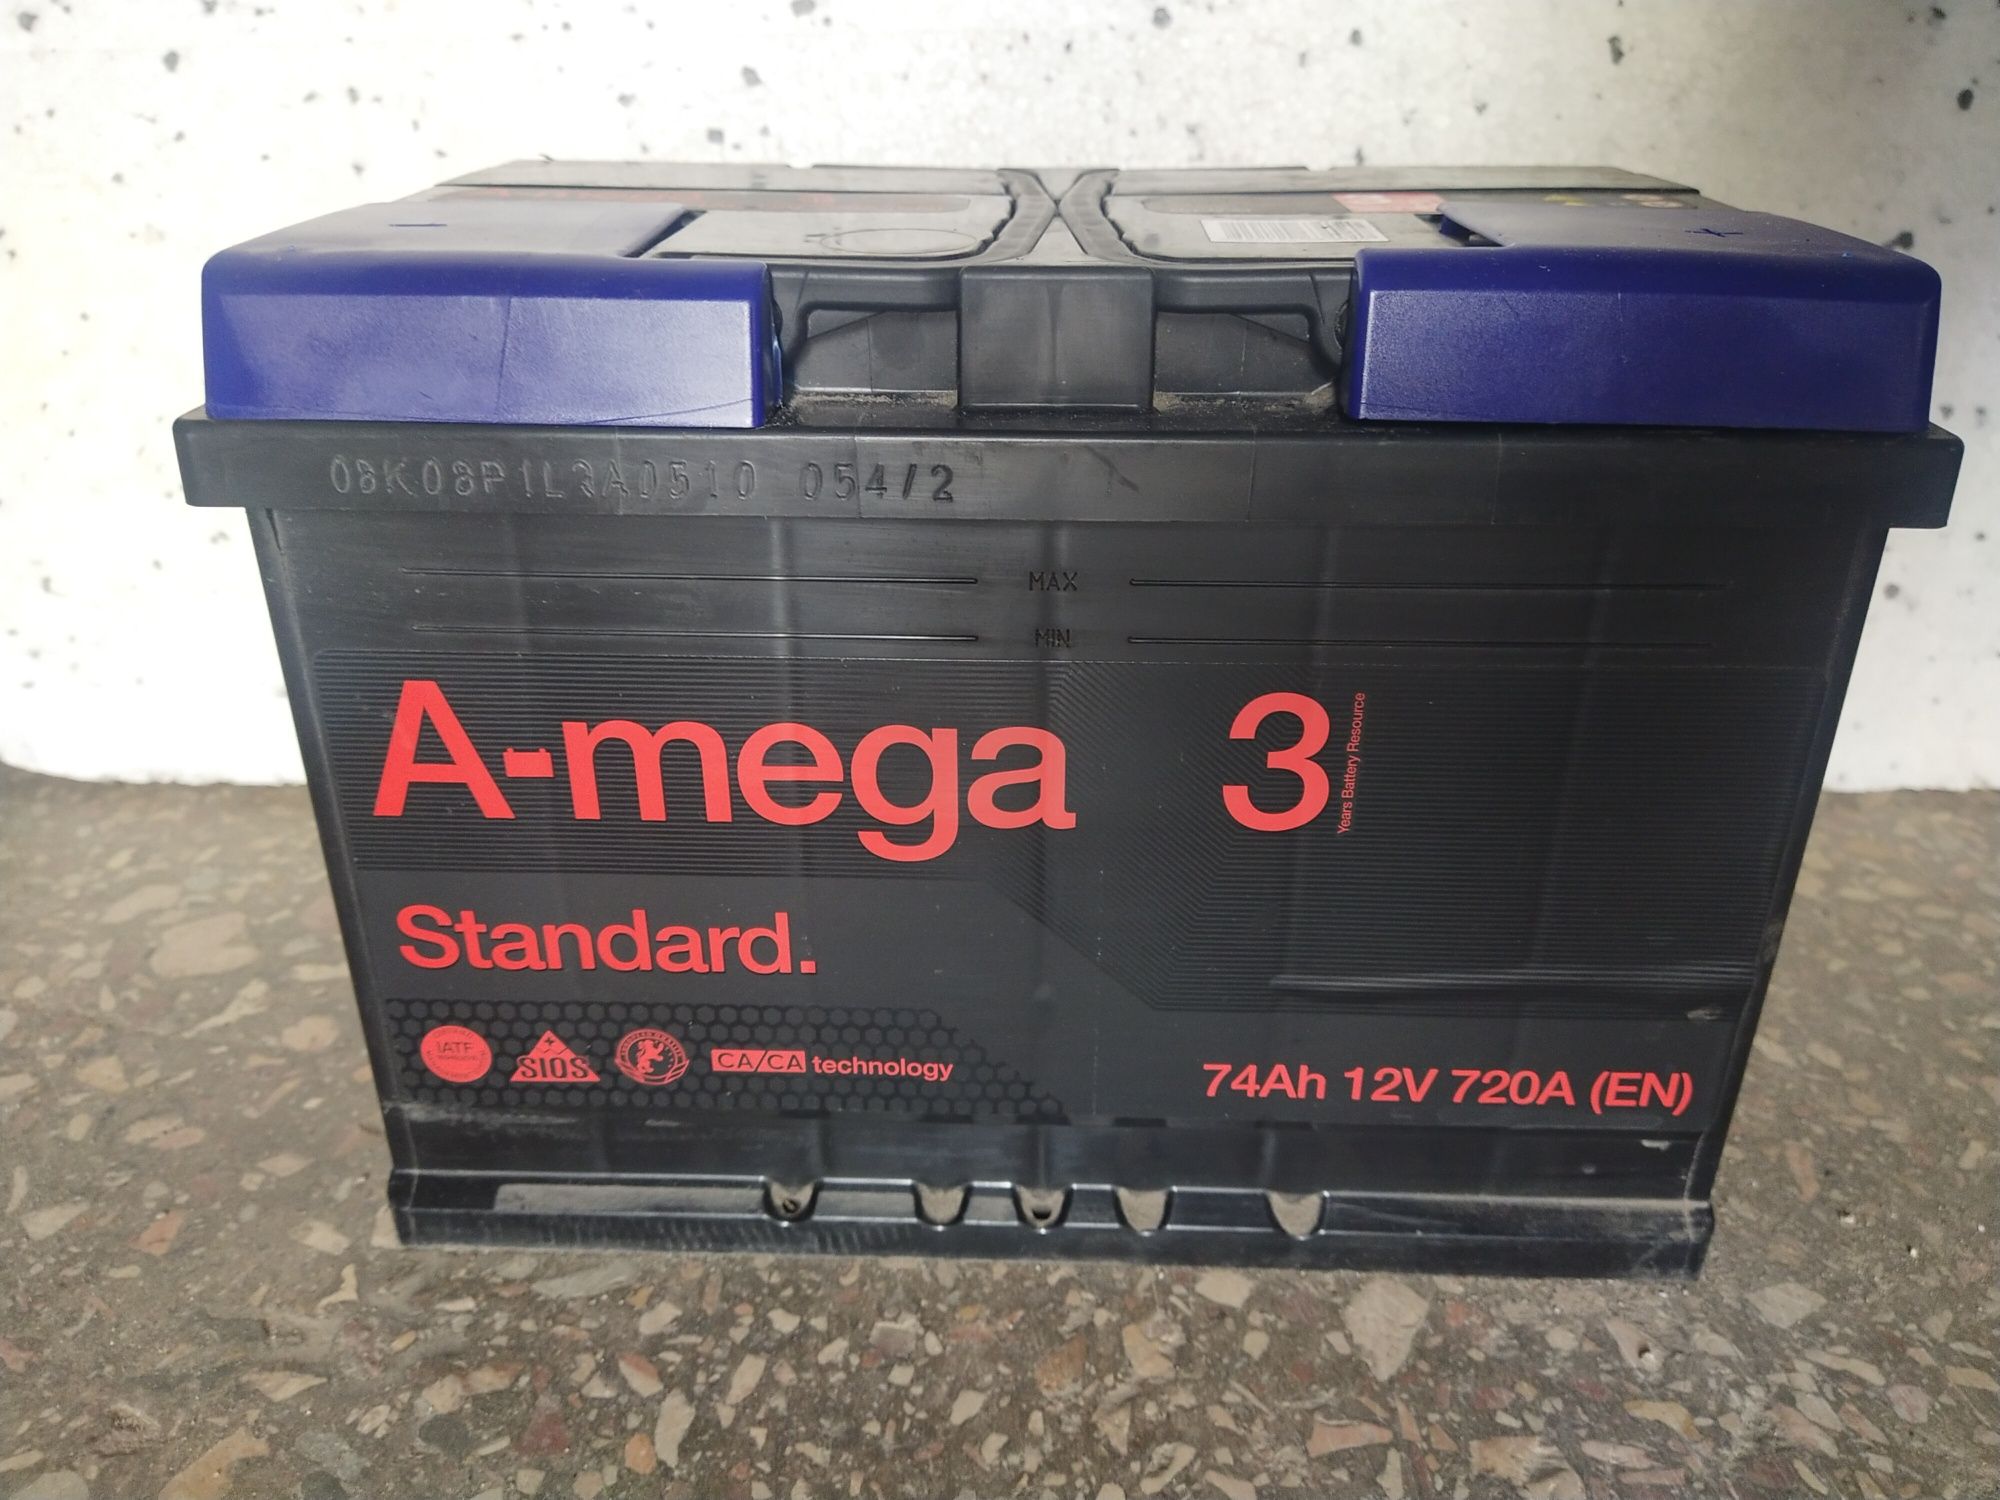 08K08P1L3A0510 054/2
MAX
MIN
A-mega 3
Years Battery Resource
Standard.
IATF
SIOS
CA/CA technology
74Ah 12V 720A (EN)